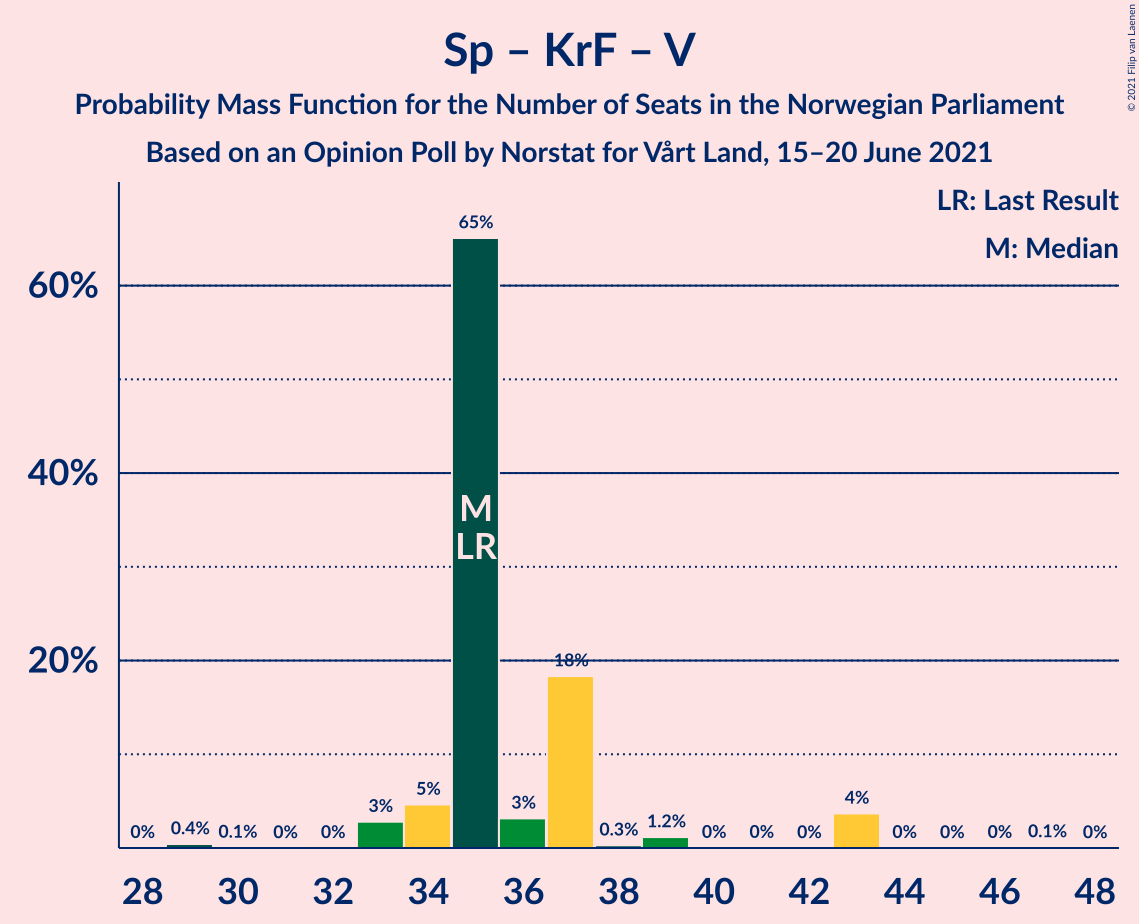 Sp – KrF – V
Probability Mass Function for the Number of Seats in the Norwegian Parliament
Based on an Opinion Poll by Norstat for Vårt Land, 15–20 June 2021
© 2021 Filip van Laenen
LR: Last Result
M: Median
60%
40%
20%
0% 0.4% 0.1% 0% 0% 3% 5% 65% 3% 18% 0.3% 1.2% 0% 0% 0% 4% 0% 0% 0% 0.1% 0%
M
LR
28 30 32 34 36 38 40 42 44 46 48